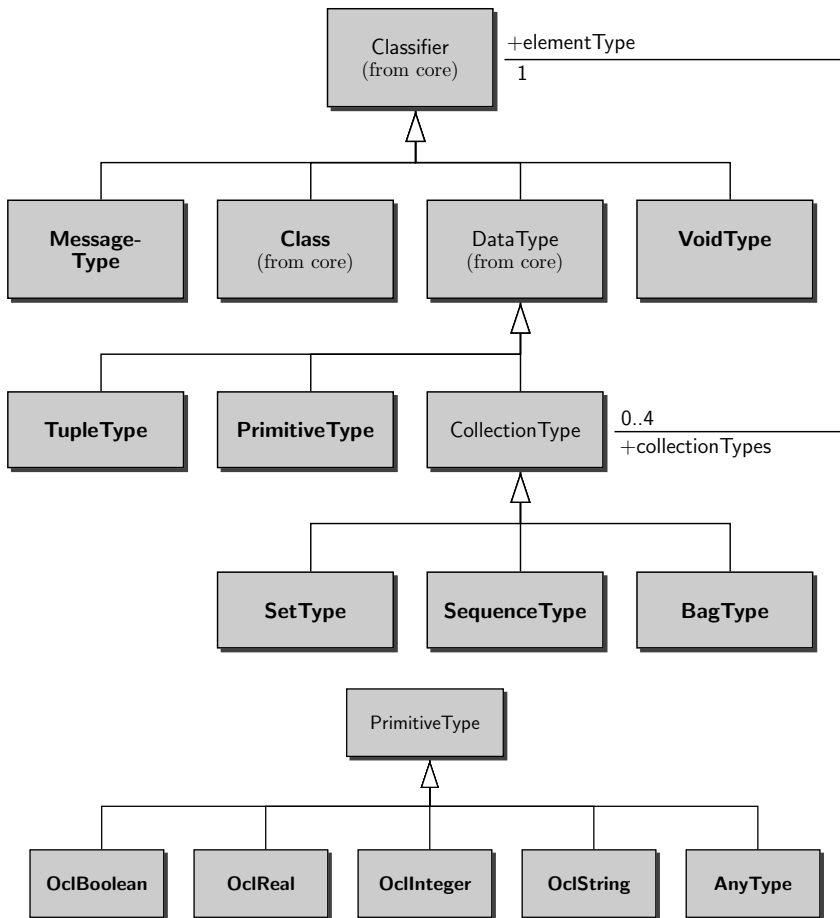 Classifier
(from core)
+elementType
1
Message-
Type
Class
(from core)
DataType
(from core)
VoidType
TupleType
PrimitiveType
CollectionType
0..4
+collectionTypes
SetType
SequenceType
BagType
PrimitiveType
OclBoolean
OclReal
OclInteger
OclString
AnyType